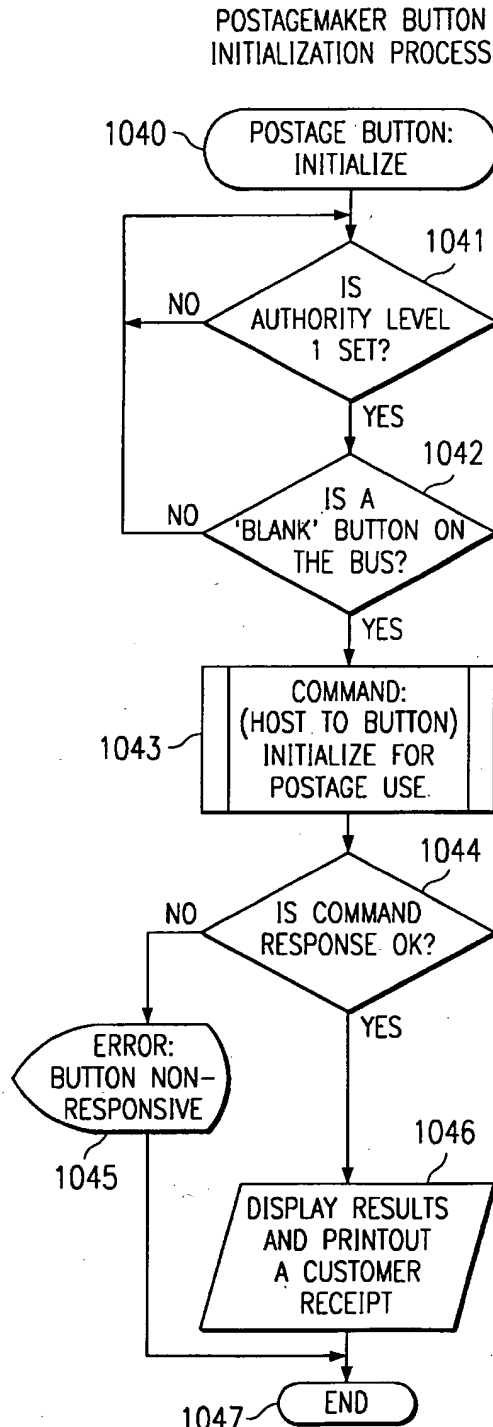 POSTAGEMAKER BUTTON
INITIALIZATION PROCESS
1040
POSTAGE BUTTON:
INITIALIZE
1041
IS
AUTHORITY LEVEL
1 SET?
NO
YES
1042
IS A
'BLANK' BUTTON ON
THE BUS?
NO
YES
1043
COMMAND:
(HOST TO BUTTON)
INITIALIZE FOR
POSTAGE USE.
1044
IS COMMAND
RESPONSE OK?
NO
YES
ERROR:
BUTTON NON-
RESPONSIVE
1045
1046
DISPLAY RESULTS
AND PRINTOUT
A CUSTOMER
RECEIPT
END
1047